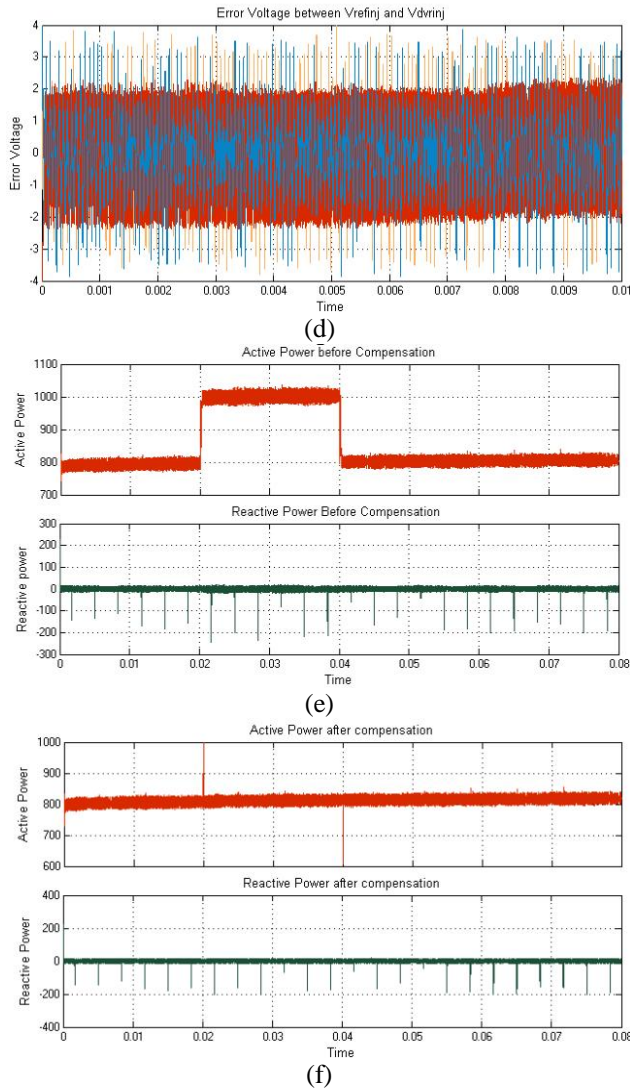 Error Voltage between Vrefinj and Vdvrinj
4
3
2
1
0
-1
-2
-3
-4
Error Voltage
0 0.001 0.002 0.003 0.004 0.005 0.006 0.007 0.008 0.009 0.01
Time
(d)
Active Power before Compensation
1100
1000
900
800
700
Active Power
Reactive Power Before Compensation
300
200
100
0
-100
-200
-300
Reactive power
0 0.01 0.02 0.03 0.04 0.05 0.06 0.07 0.08
Time
(e)
Active Power after compensation
1000
900
800
700
600
Active Power
Reactive Power after compensation
400
200
0
-200
-400
Reactive Power
0 0.01 0.02 0.03 0.04 0.05 0.06 0.07 0.08
Time
(f)